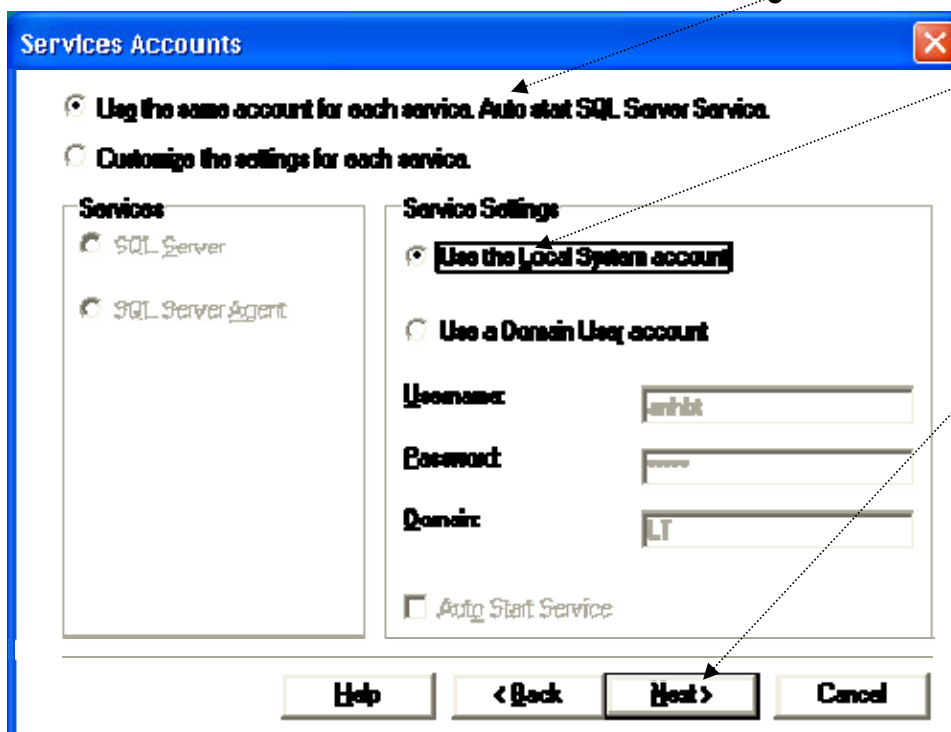 Services Accounts
Use the same account for each service. Auto start SQL Server Service.
Customize the settings for each service.
Services
SQL Server
SQL Server Agent
Service Settings
Use the Local System account
Use a Domain User account
Username:
Password:
Domain:
LT
Auto Start Service
Help
< Back
Next >
Cancel